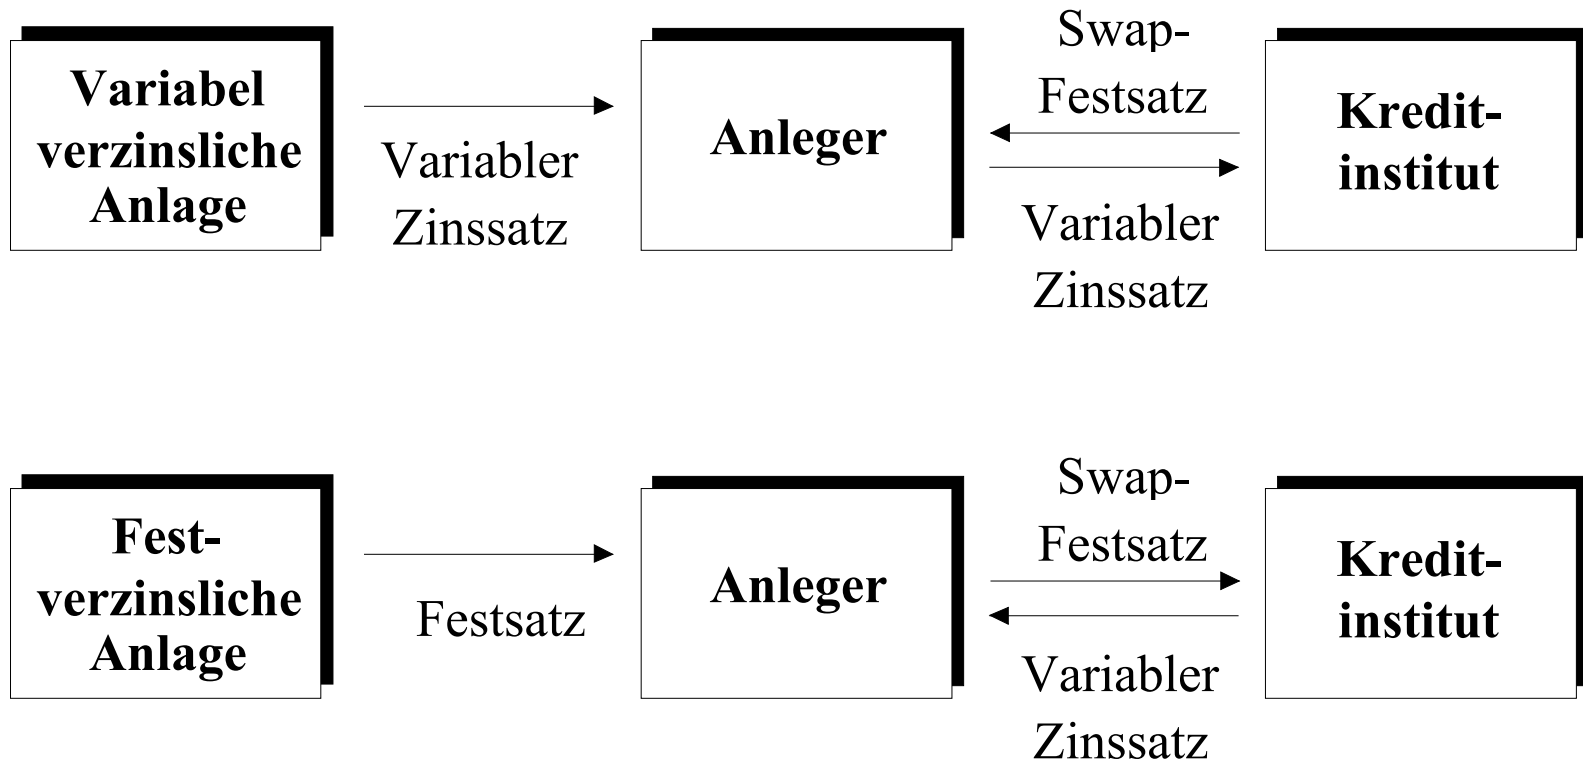 Variabel
verzinsliche
Anlage
Variabler
Zinssatz
Anleger
Swap-
Festsatz
Variabler
Zinssatz
Kredit-
institut
Fest-
verzinsliche
Anlage
Festsatz
Anleger
Swap-
Festsatz
Variabler
Zinssatz
Kredit-
institut